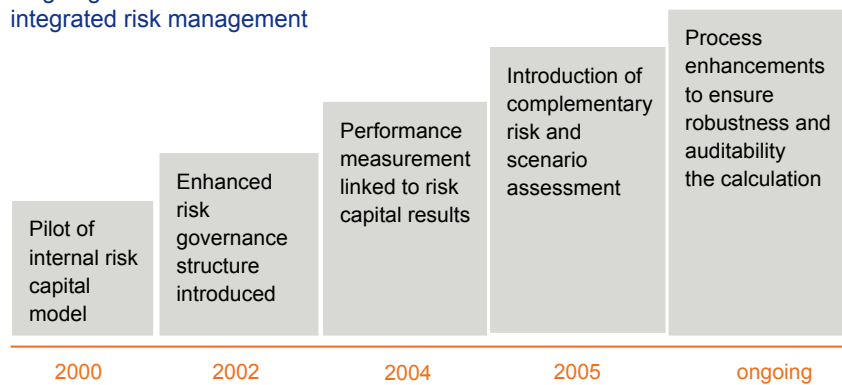 integrated risk management
Pilot of
internal risk
capital
model
Enhanced
risk
governance
structure
introduced
Performance
measurement
linked to risk
capital results
Introduction of
complementary
risk and
scenario
assessment
Process
enhancements
to ensure
robustness and
auditability
the calculation
2000
2002
2004
2005
ongoing